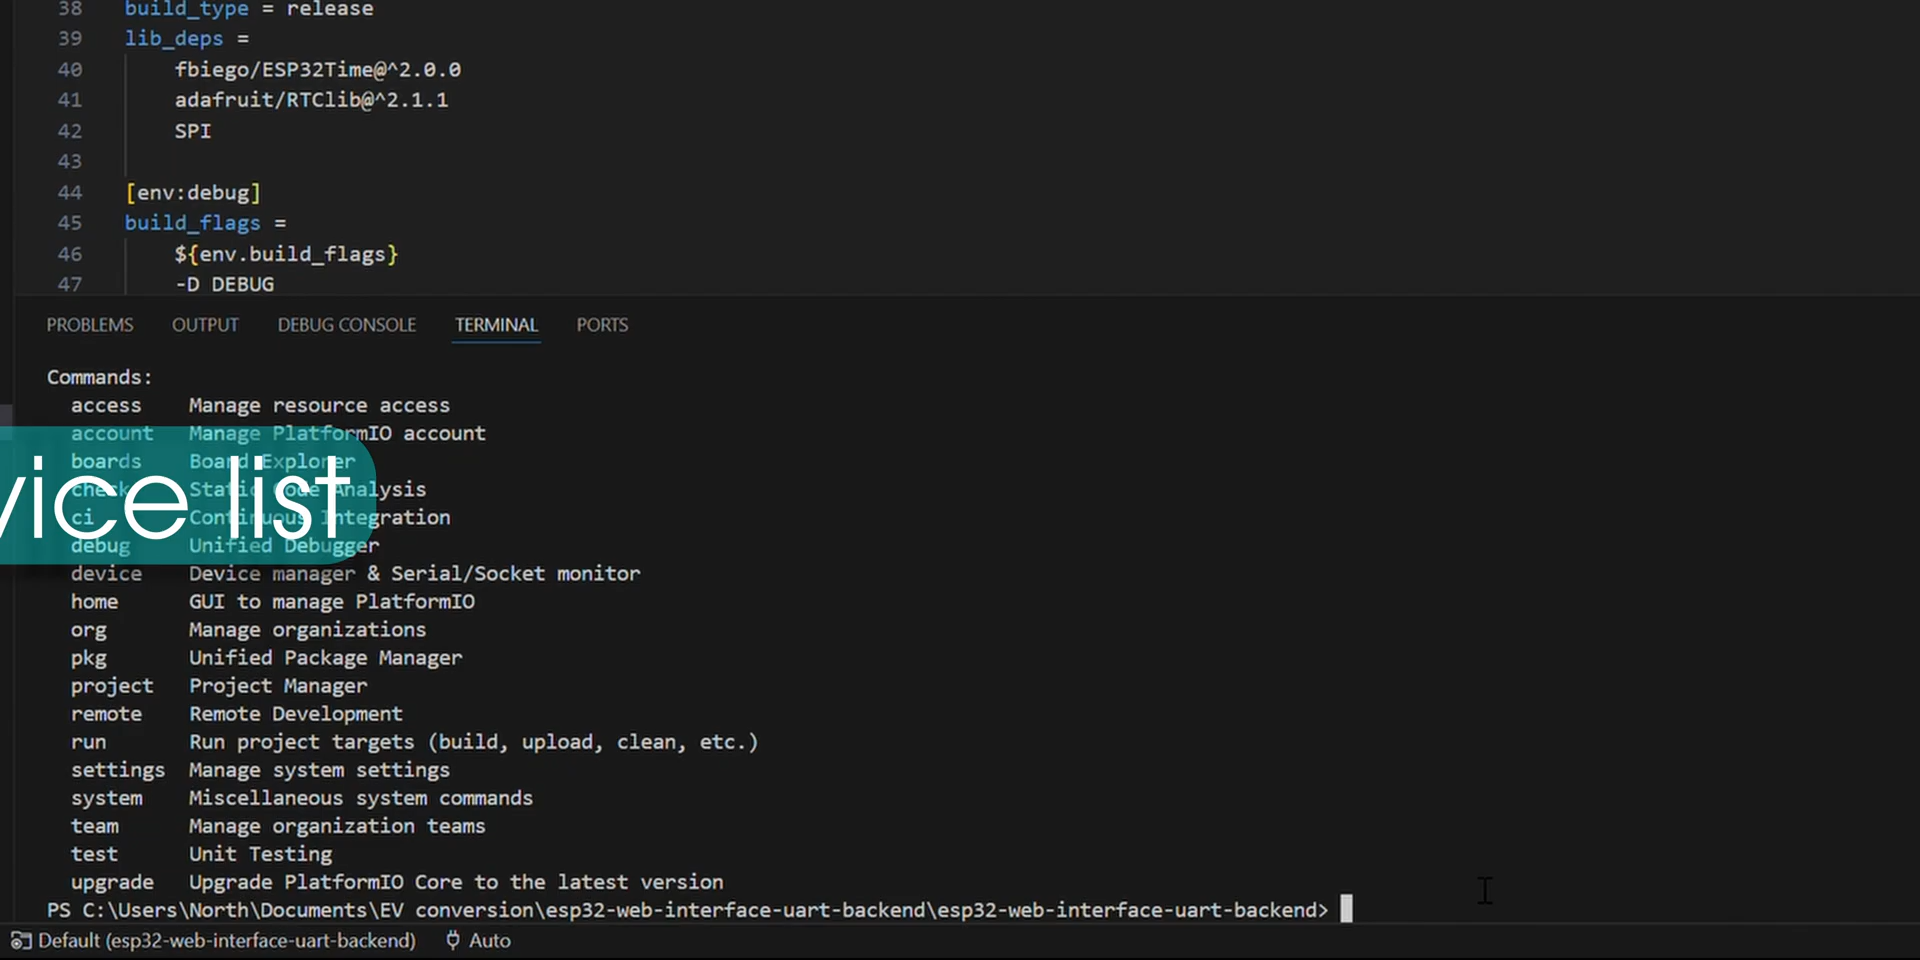 38 build_type = release
39 lib_deps =
40 fbiego/ESP32Time@^2.0.0
41 adafruit/RTClib@^2.1.1
42 SPI
43
44 [env:debug]
45 build_flags =
46 ${env.build_flags}
47 -D DEBUG
PROBLEMS OUTPUT DEBUG CONSOLE TERMINAL PORTS
Commands:
access Manage resource access
account Manage PlatformIO account
boards Board Explorer
check Static Code Analysis
ci Continuous Integration
vice list
debug Unified Debugger
device Device manager & Serial/Socket monitor
home GUI to manage PlatformIO
org Manage organizations
pkg Unified Package Manager
project Project Manager
remote Remote Development
run Run project targets (build, upload, clean, etc.)
settings Manage system settings
system Miscellaneous system commands
team Manage organization teams
test Unit Testing
upgrade Upgrade PlatformIO Core to the latest version
PS C:\Users\North\Documents\EV conversion\esp32-web-interface-uart-backend\esp32-web-interface-uart-backend>
Default (esp32-web-interface-uart-backend) Auto